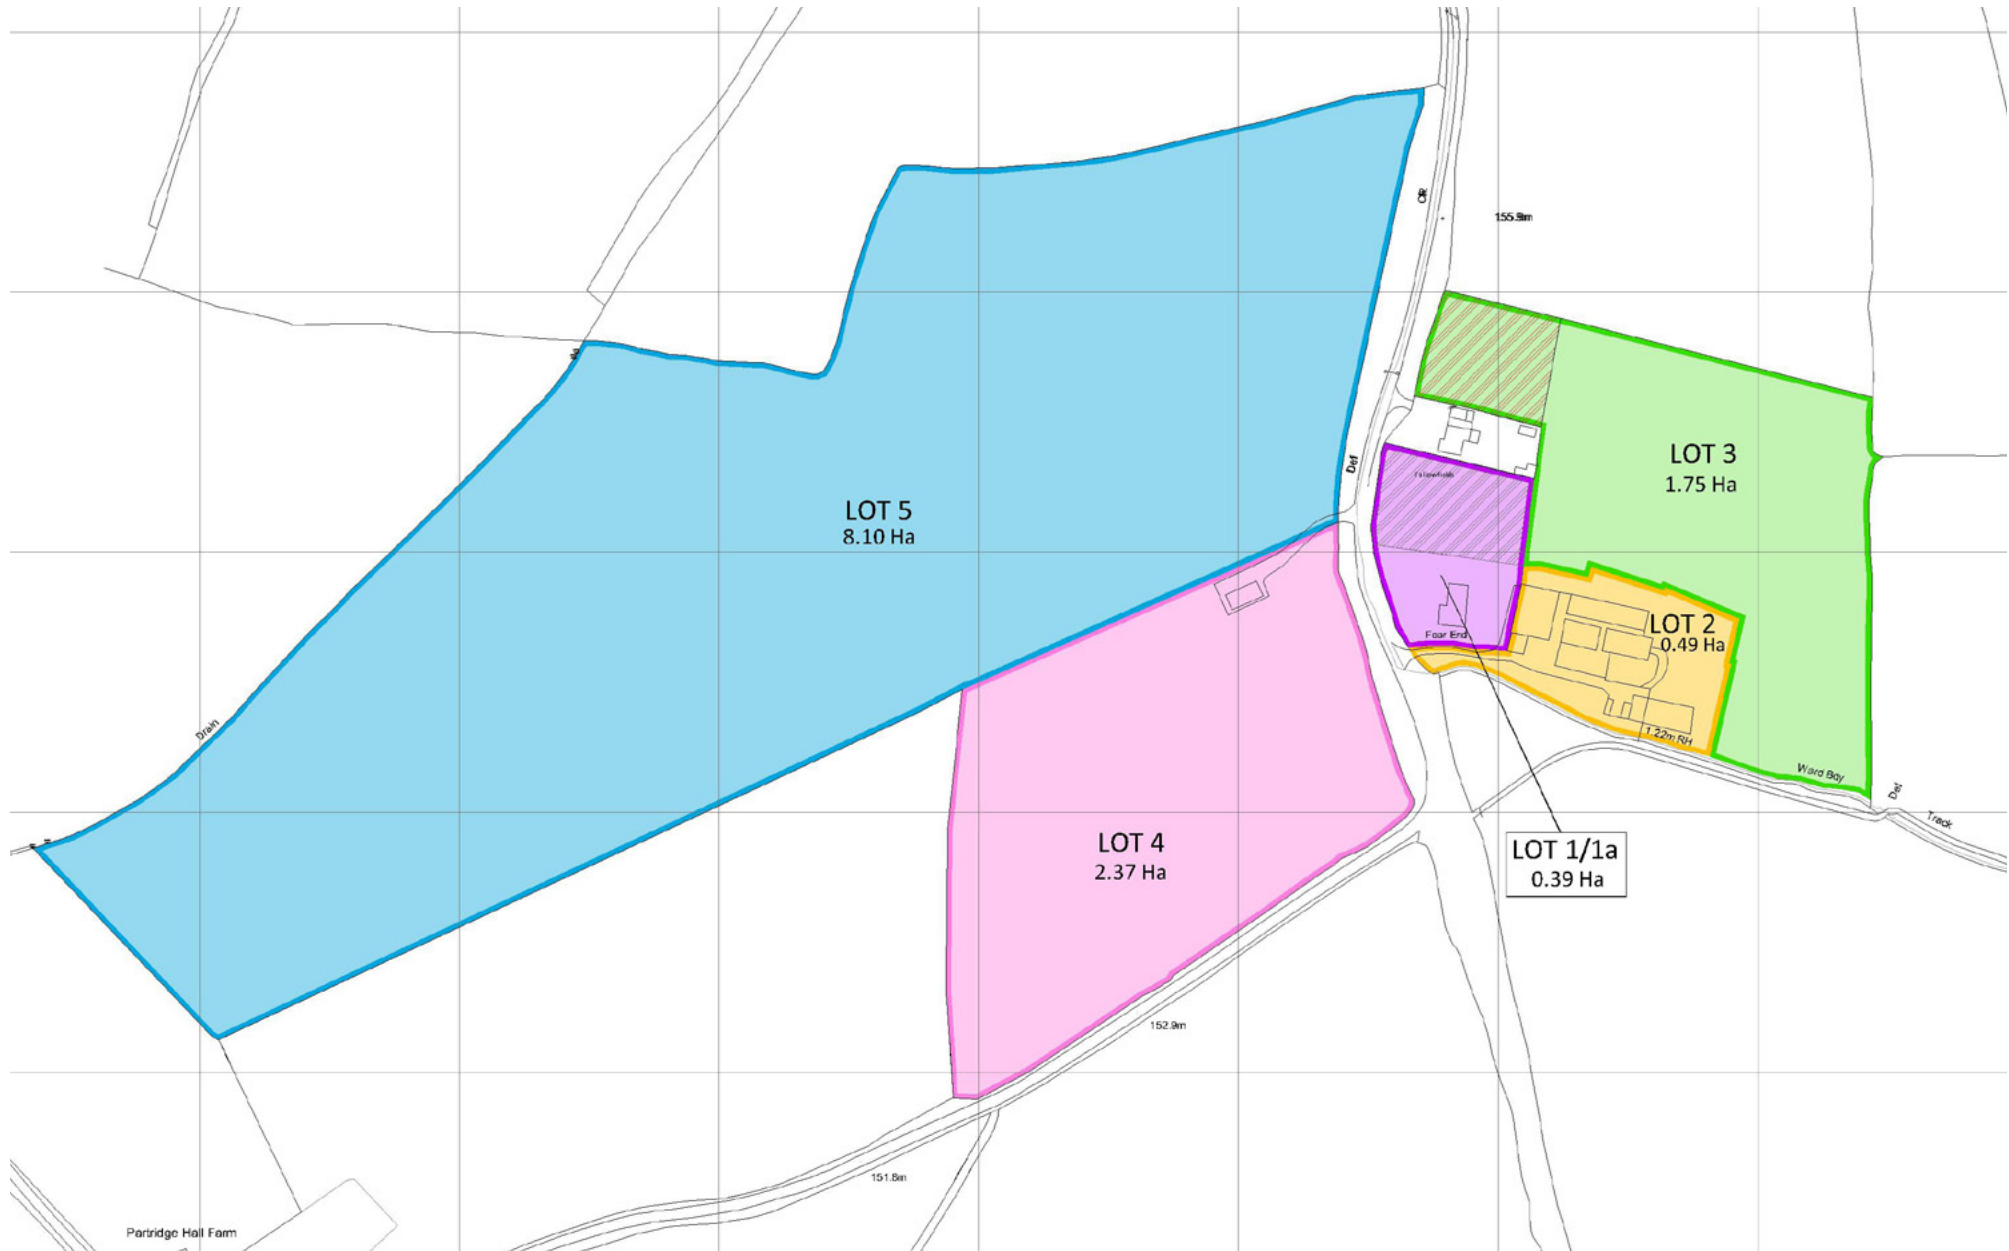 155.9m
Def
LOT 3
1.75 Ha
LOT 5
8.10 Ha
LOT 2
0.49 Ha
Four End
Drain
1.22m RH
Ward Bdy
Def
Track
LOT 4
2.37 Ha
LOT 1/1a
0.39 Ha
152.9m
151.8m
Partridge Hall Farm